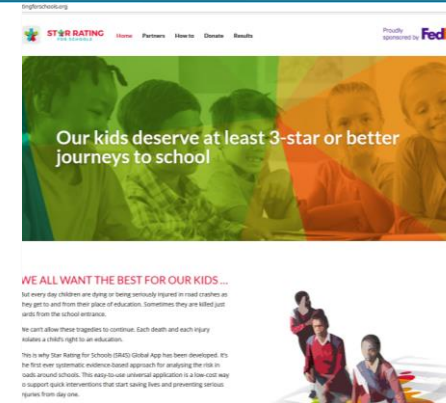 tingforschools.org
STAR RATING
FOR SCHOOLS
Home Partners How to Donate Results
Proudly
sponsored by Fed
Our kids deserve at least 3-star or better
journeys to school
WE ALL WANT THE BEST FOR OUR KIDS ...
But every day children are dying or being seriously injured in road crashes as
they get to and from their place of education. Sometimes they are killed just
yards from the school entrance.
We can't allow these tragedies to continue. Each death and each injury
violates a child's right to an education.
This is why Star Rating for Schools (SR4S) Global App has been developed. It's
the first ever systematic evidence-based approach for analysing the risk in
roads around schools. This easy-to-use universal application is a low-cost way
to support quick interventions that start saving lives and preventing serious
injuries from day one.